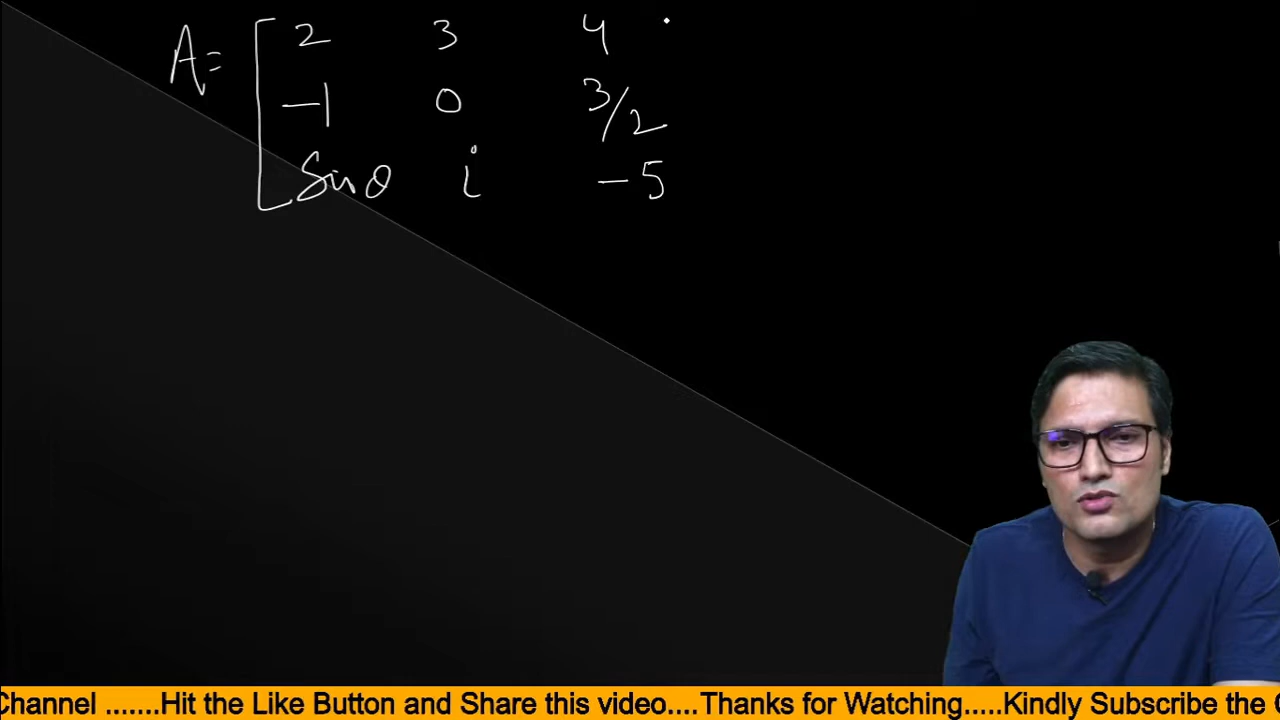 A= [ 2 3 4
-1 0 3/2
Sinθ i -5
Channel .......Hit the Like Button and Share this video....Thanks for Watching.....Kindly Subscribe the